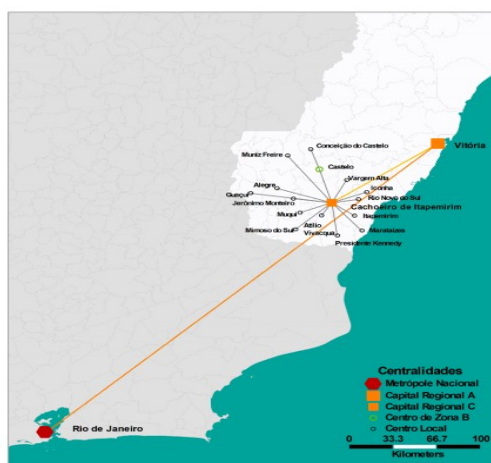 Conceição do Castelo
Muniz Freire
Vitória
Castelo
Vargem Alta
Alegre
Iconha
Guaçuí
Rio Novo do Sul
Jerônimo Monteiro
Cachoeiro de Itapemirim
Muqui
Itapemirim
Atílio
Vivacqua
Mimoso do Sul
Marataízes
Presidente Kennedy
Centralidades
Metrópole Nacional
Capital Regional A
Capital Regional C
Centro de Zona B
Centro Local
Rio de Janeiro
0 33.3 66.7 100
Kilometers